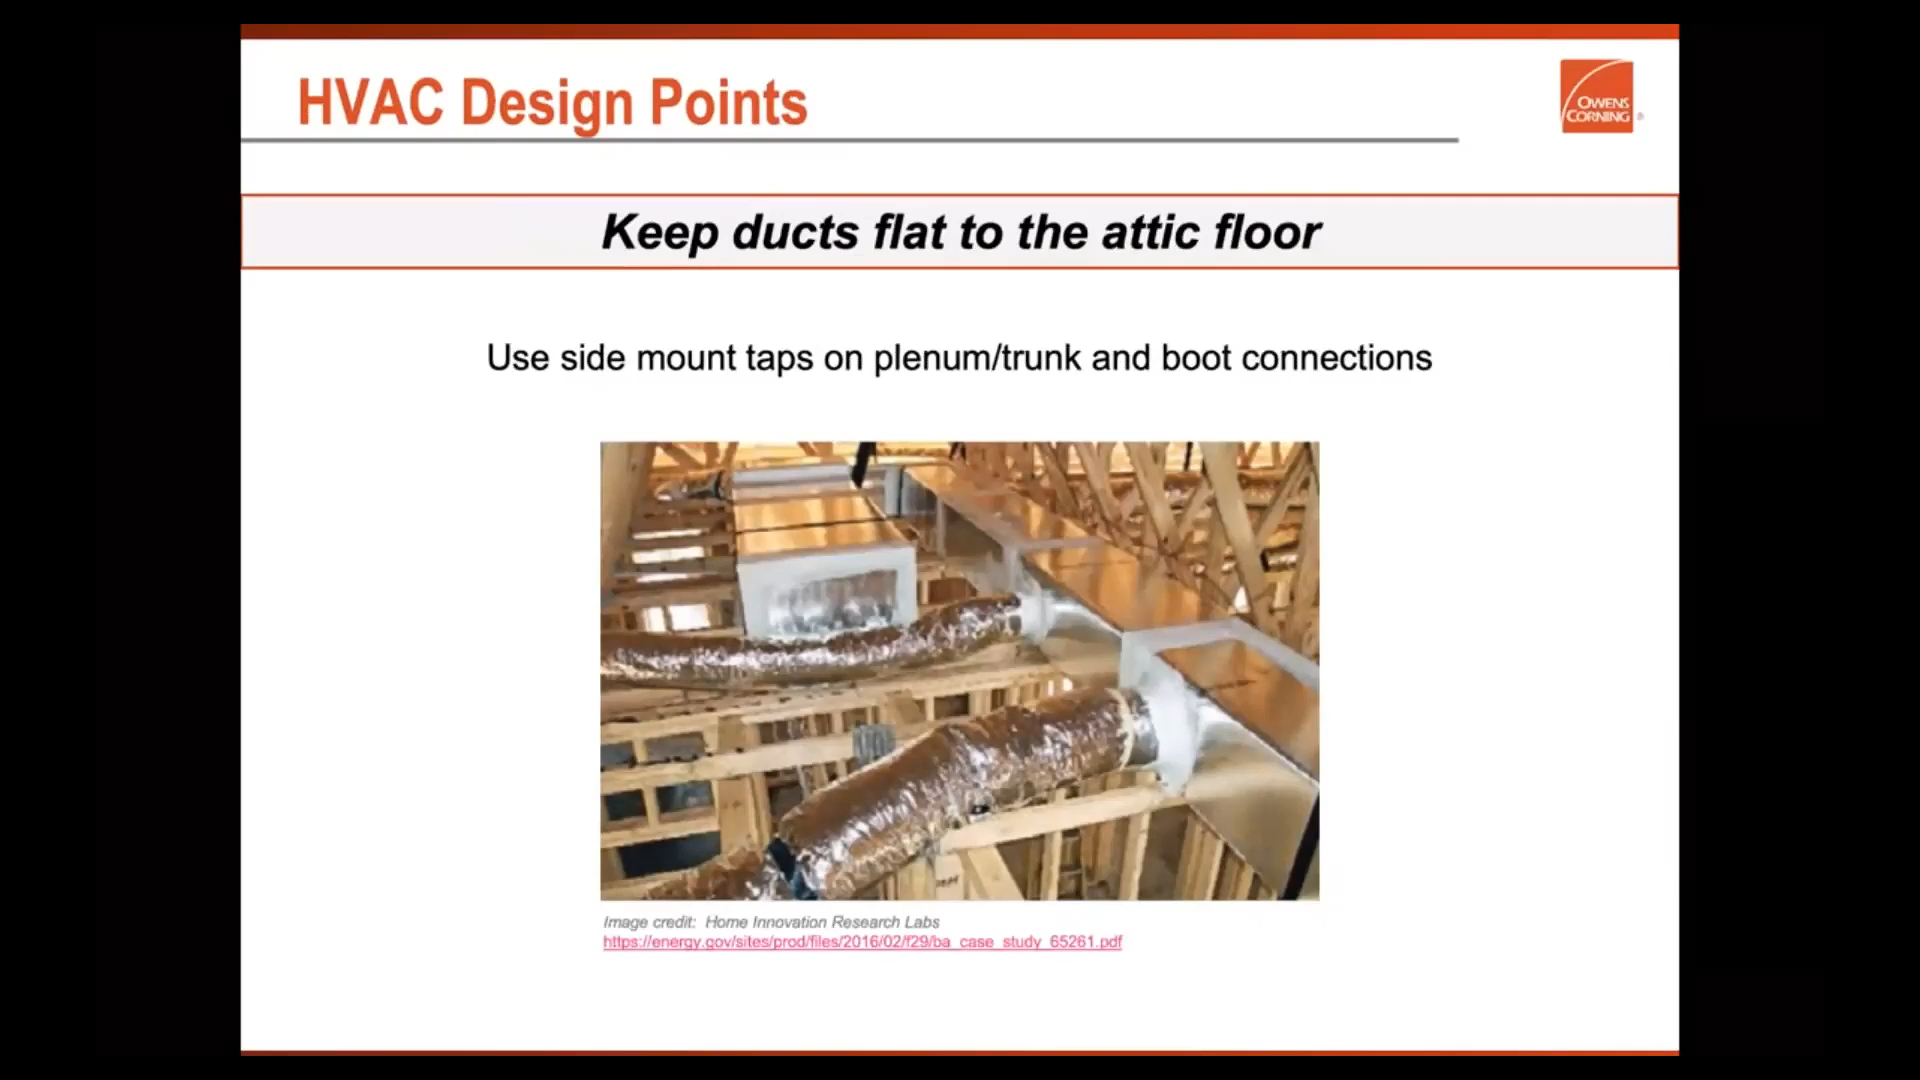 HVAC Design Points
OWENS
CORNING ®
Keep ducts flat to the attic floor
Use side mount taps on plenum/trunk and boot connections
Image credit: Home Innovation Research Labs
https://energy.gov/sites/prod/files/2016/02/f29/ba_case_study_65261.pdf